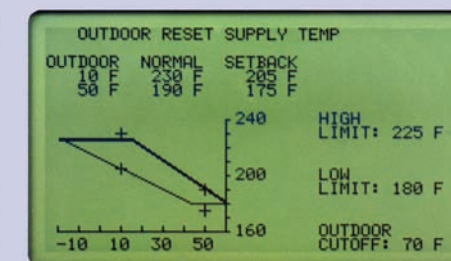 OUTDOOR RESET SUPPLY TEMP
OUTDOOR NORMAL SETBACK
10 F 230 F 205 F
50 F 190 F 175 F
240
200
160
-10 10 30 50
HIGH
LIMIT: 225 F
LOW
LIMIT: 180 F
OUTDOOR
CUTOFF: 70 F